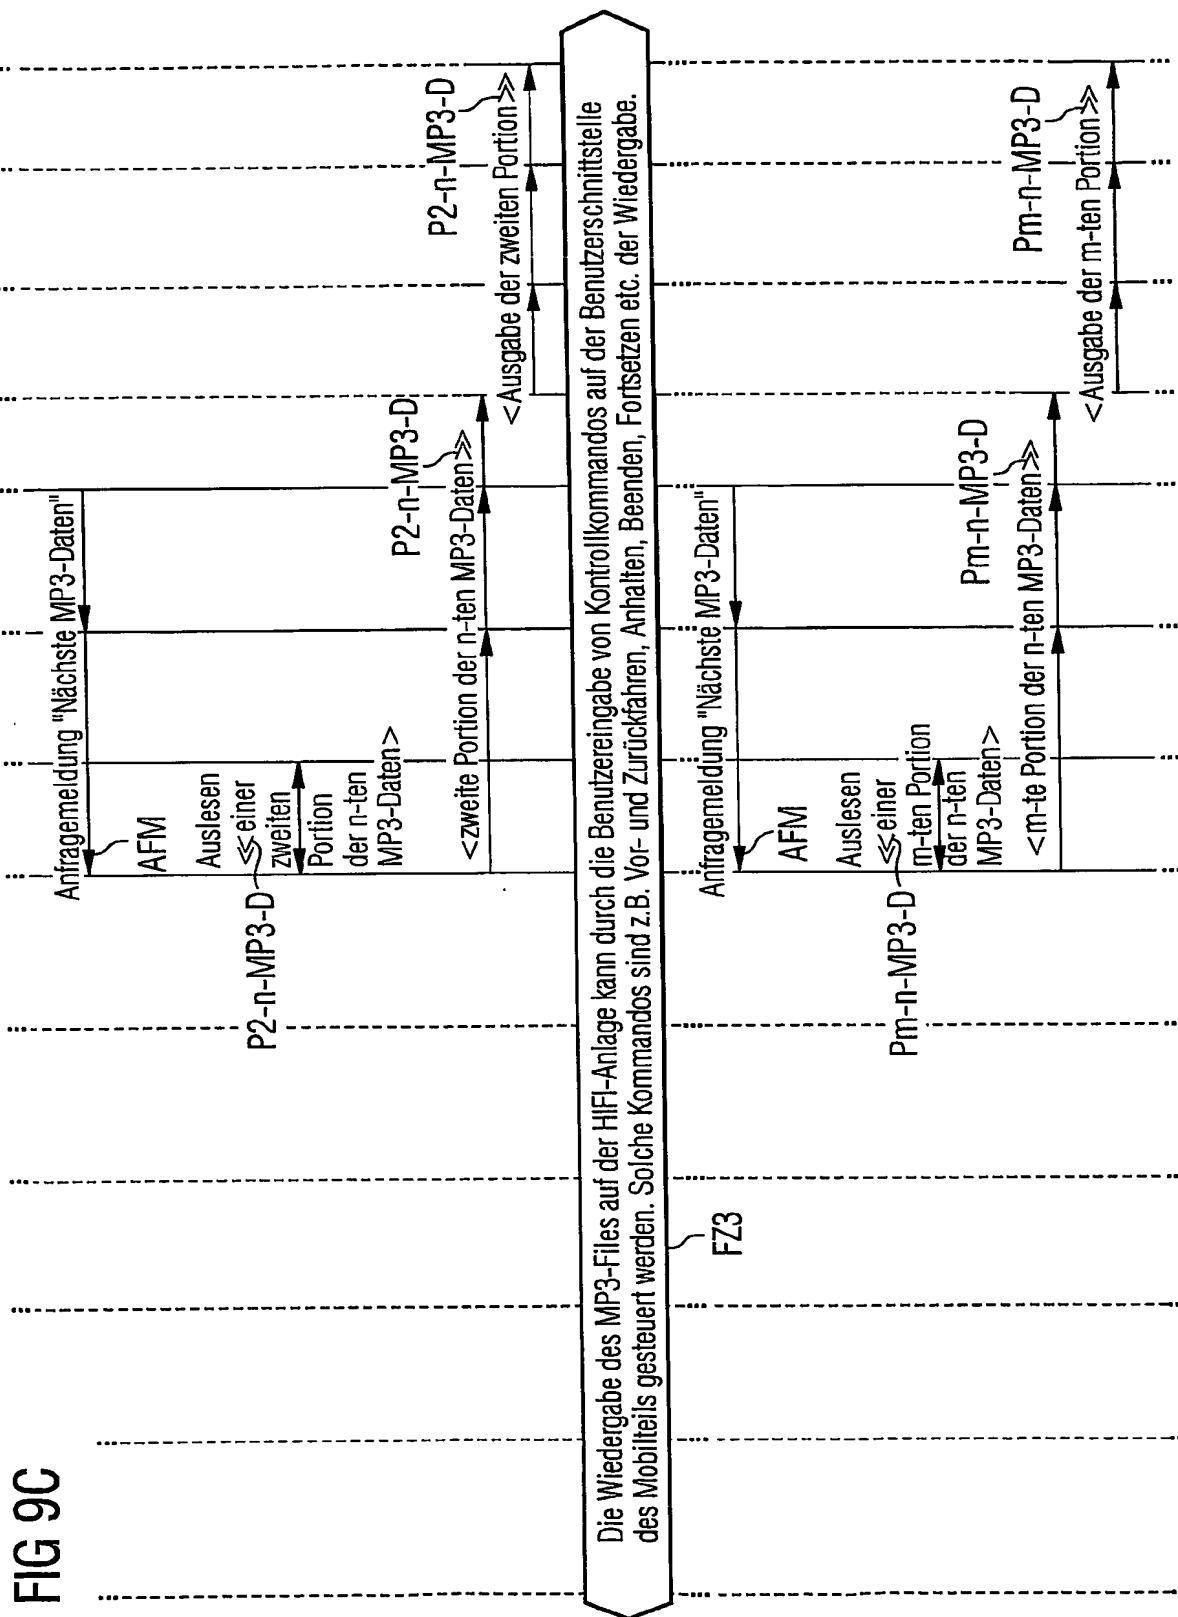 FIG 9C
Anfragemeldung "Nächste MP3-Daten"
AFM
Auslesen
≪einer
zweiten
Portion
der n-ten
MP3-Daten>
P2-n-MP3-D
P2-n-MP3-D
<zweite Portion der n-ten MP3-Daten≫
P2-n-MP3-D
<Ausgabe der zweiten Portion≫
Die Wiedergabe des MP3-Files auf der HIFI-Anlage kann durch die Benutzereingabe von Kontrollkommandos auf der Benutzerschnittstelle
des Mobilteils gesteuert werden. Solche Kommandos sind z.B. Vor- und Zurückfahren, Anhalten, Beenden, Fortsetzen etc. der Wiedergabe.
FZ3
Anfragemeldung "Nächste MP3-Daten"
AFM
Auslesen
≪einer
m-ten Portion
der n-ten
MP3-Daten>
Pm-n-MP3-D
Pm-n-MP3-D
<m-te Portion der n-ten MP3-Daten≫
Pm-n-MP3-D
<Ausgabe der m-ten Portion≫